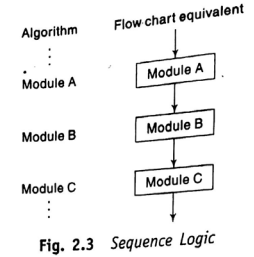 Algorithm
Flow chart equivalent
Module A
Module A
Module B
Module B
Module C
Module C
Fig. 2.3 Sequence Logic